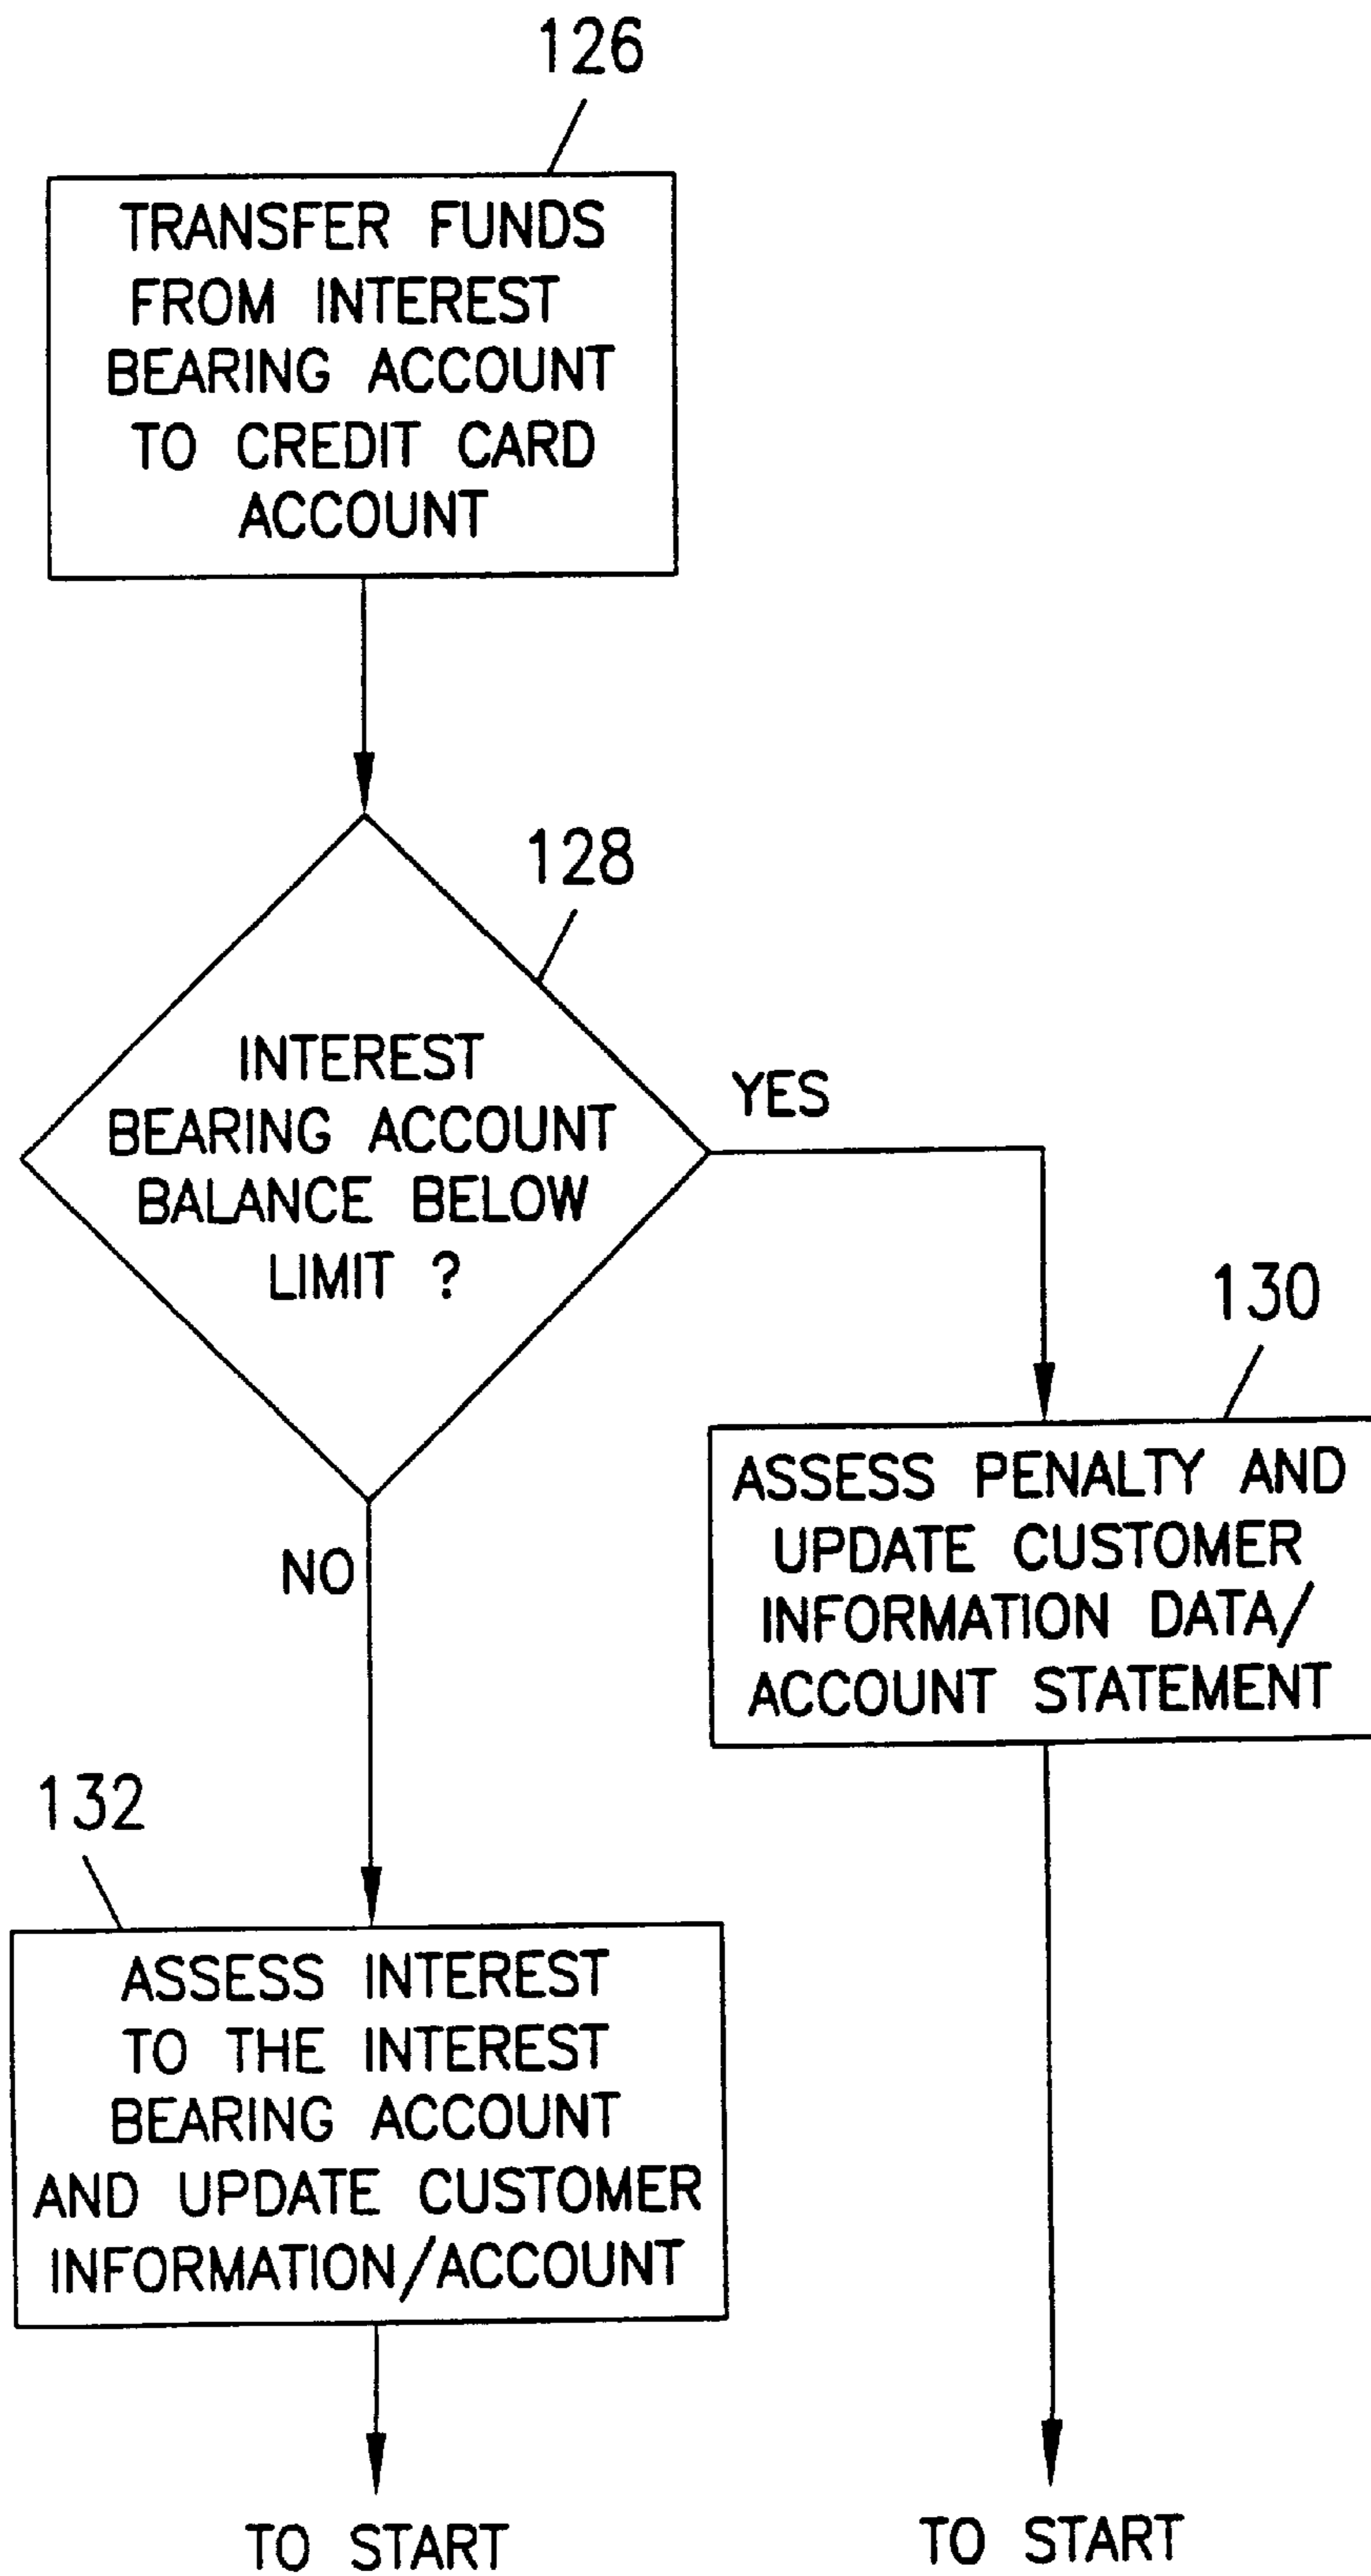 126
TRANSFER FUNDS
FROM INTEREST
BEARING ACCOUNT
TO CREDIT CARD
ACCOUNT
128
INTEREST
BEARING ACCOUNT
BALANCE BELOW
LIMIT ?
YES
130
ASSESS PENALTY AND
UPDATE CUSTOMER
INFORMATION DATA/
ACCOUNT STATEMENT
NO
132
ASSESS INTEREST
TO THE INTEREST
BEARING ACCOUNT
AND UPDATE CUSTOMER
INFORMATION/ACCOUNT
TO START
TO START